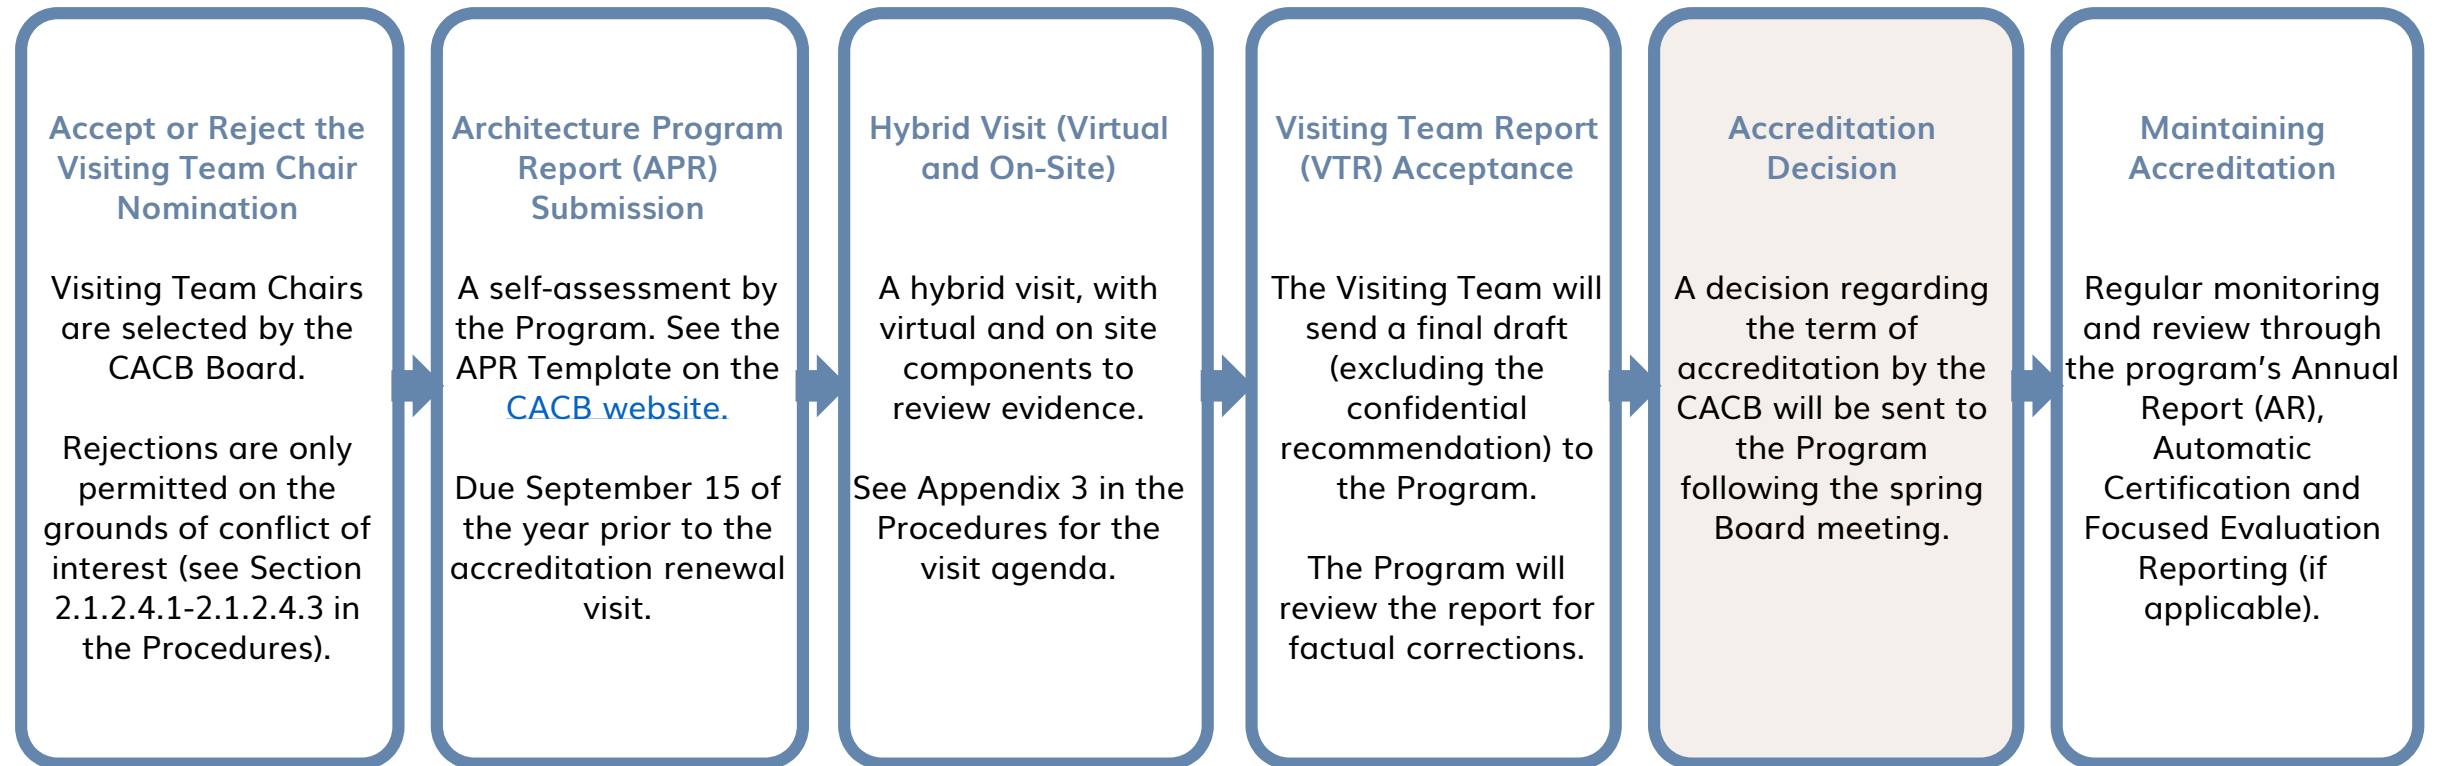 Accept or Reject the
Visiting Team Chair
Nomination
Visiting Team Chairs
are selected by the
CACB Board.
Rejections are only
permitted on the
grounds of conflict of
interest (see Section
2.1.2.4.1-2.1.2.4.3 in
the Procedures).
Architecture Program
Report (APR)
Submission
A self-assessment by
the Program. See the
APR Template on the
CACB website.
Due September 15 of
the year prior to the
accreditation renewal
visit.
Hybrid Visit (Virtual
and On-Site)
A hybrid visit, with
virtual and on site
components to
review evidence.
See Appendix 3 in the
Procedures for the
visit agenda.
Visiting Team Report
(VTR) Acceptance
The Visiting Team will
send a final draft
(excluding the
confidential
recommendation) to
the Program.
The Program will
review the report for
factual corrections.
Accreditation
Decision
A decision regarding
the term of
accreditation by the
CACB will be sent to
the Program
following the spring
Board meeting.
Maintaining
Accreditation
Regular monitoring
and review through
the program's Annual
Report (AR),
Automatic
Certification and
Focused Evaluation
Reporting (if
applicable).